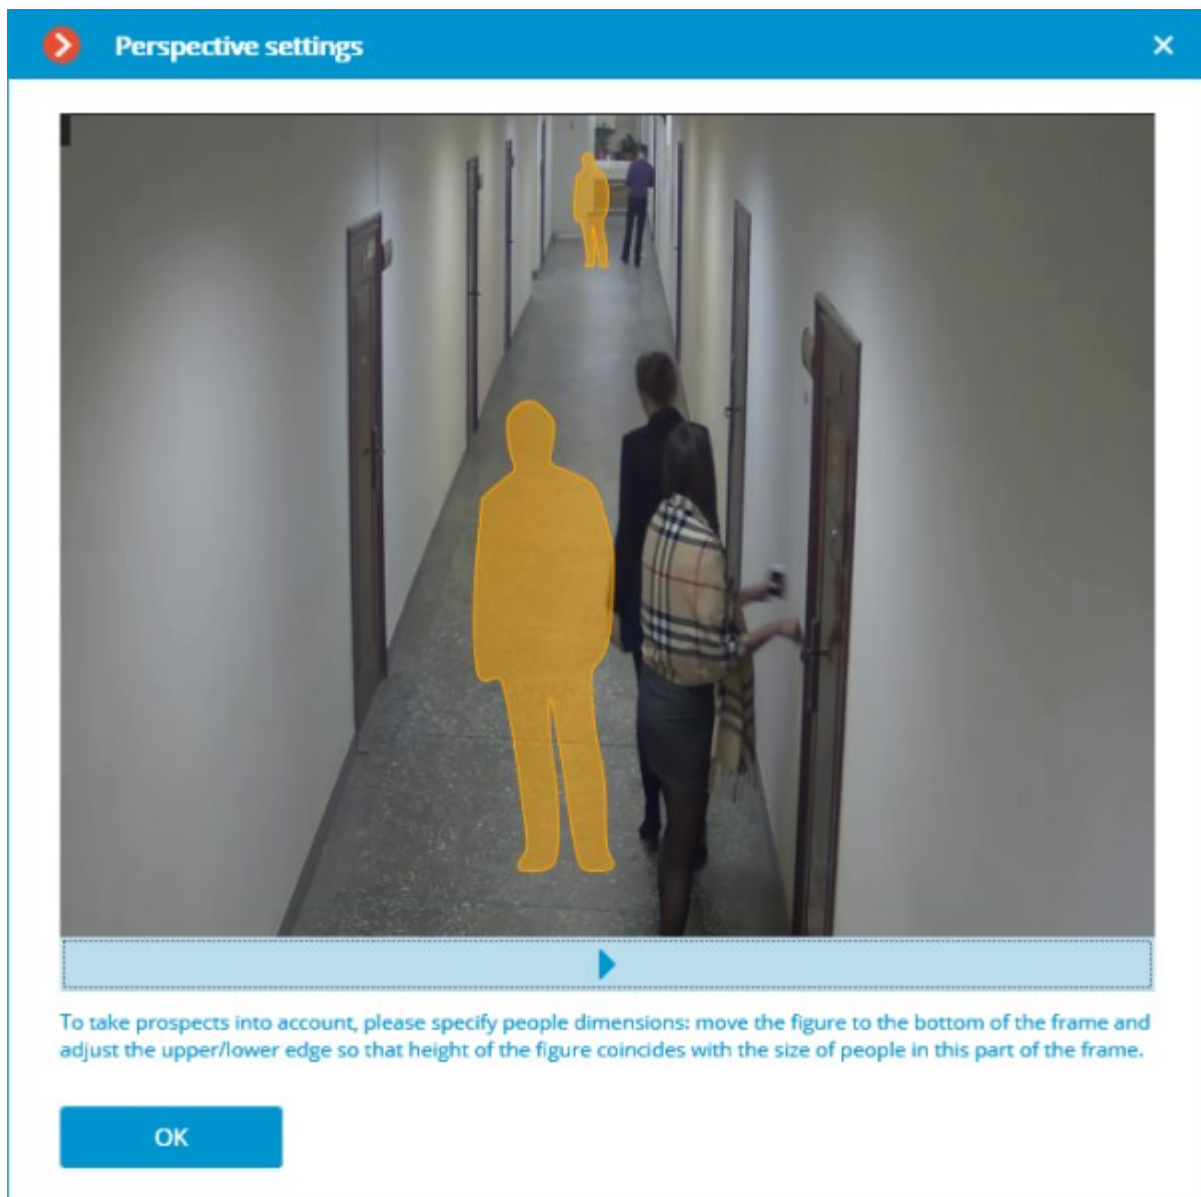 Perspective settings
To take prospects into account, please specify people dimensions: move the figure to the bottom of the frame and
adjust the upper/lower edge so that height of the figure coincides with the size of people in this part of the frame.
OK